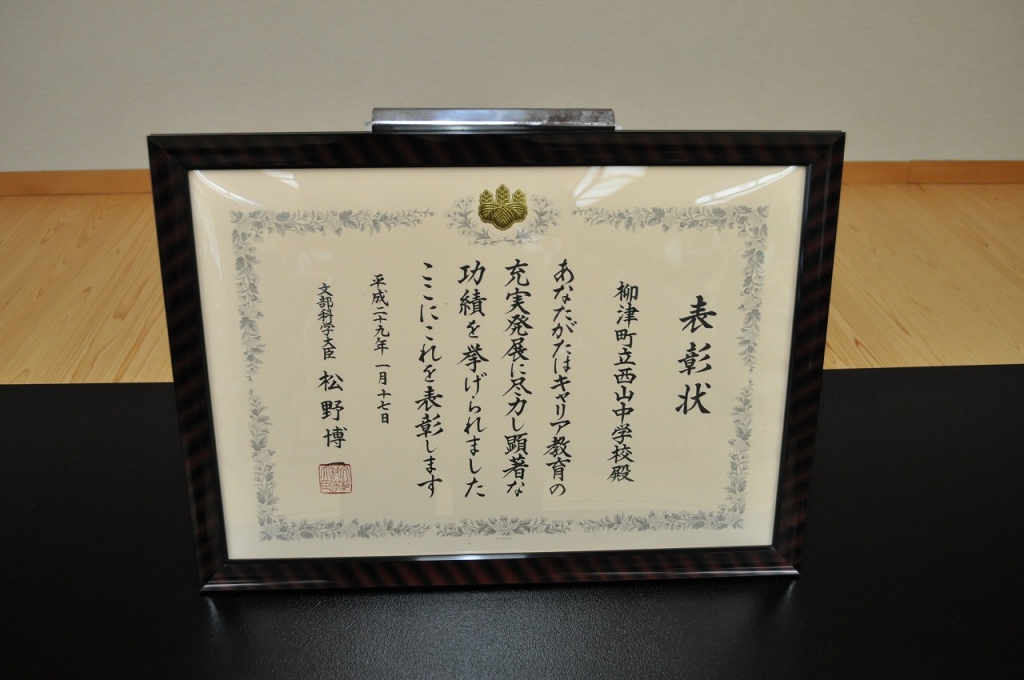 表彰状
柳津町立西山中学校殿
あなたがたはキャリア教育の
充実発展に尽力し顕著な
功績を挙げられました
ここにこれを表彰します
平成二十九年一月十七日
文部科学大臣 松野博